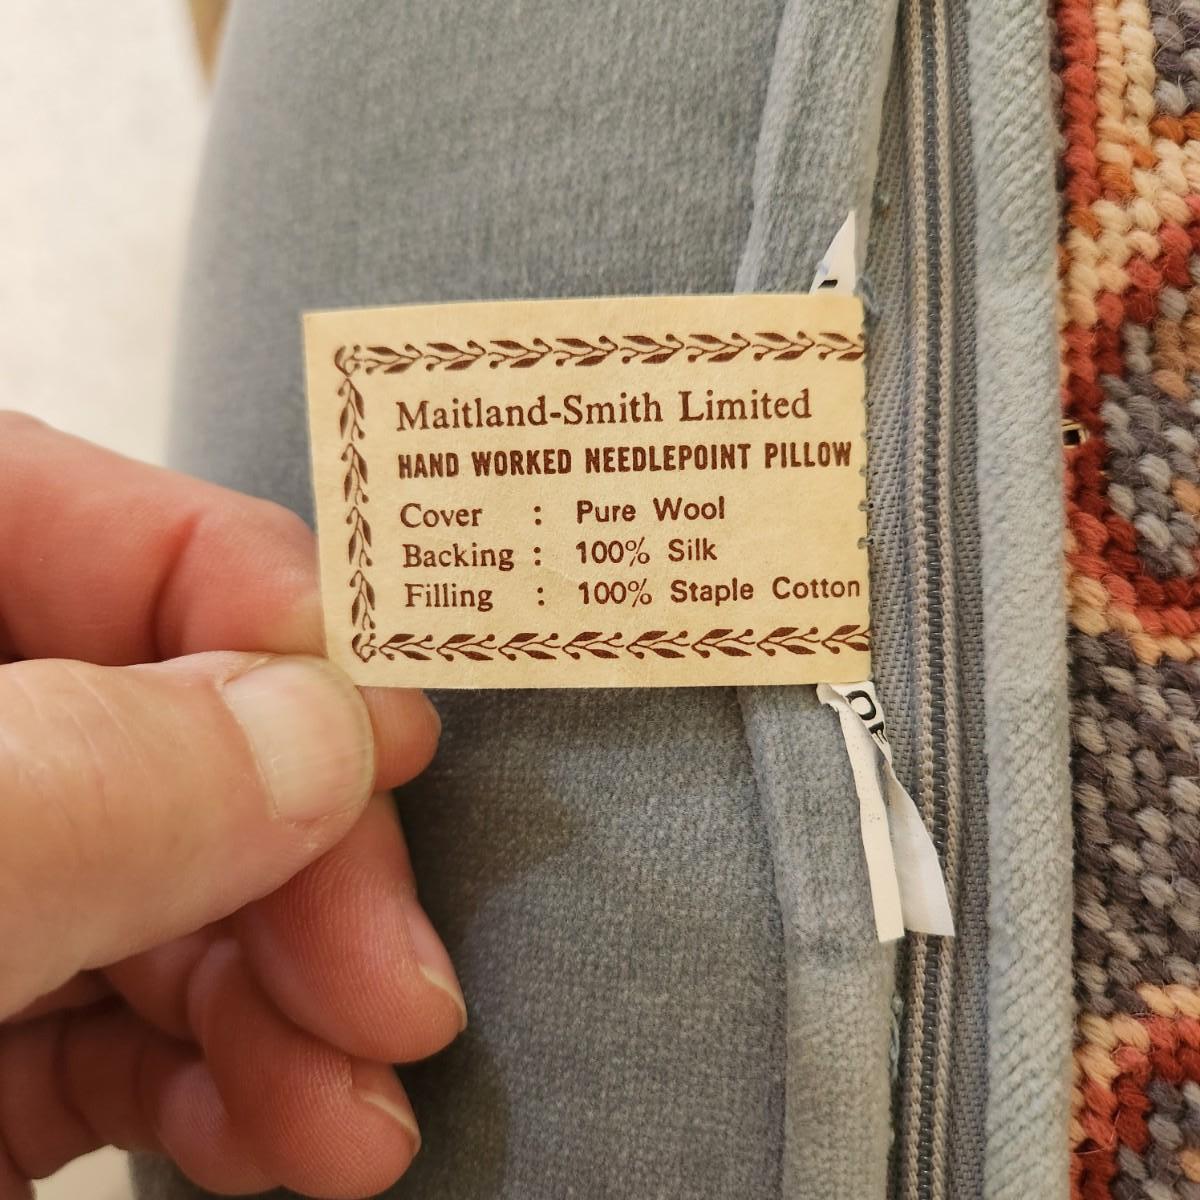 Maitland-Smith Limited
HAND WORKED NEEDLEPOINT PILLOW
Cover : Pure Wool
Backing : 100% Silk
Filling : 100% Staple Cotton